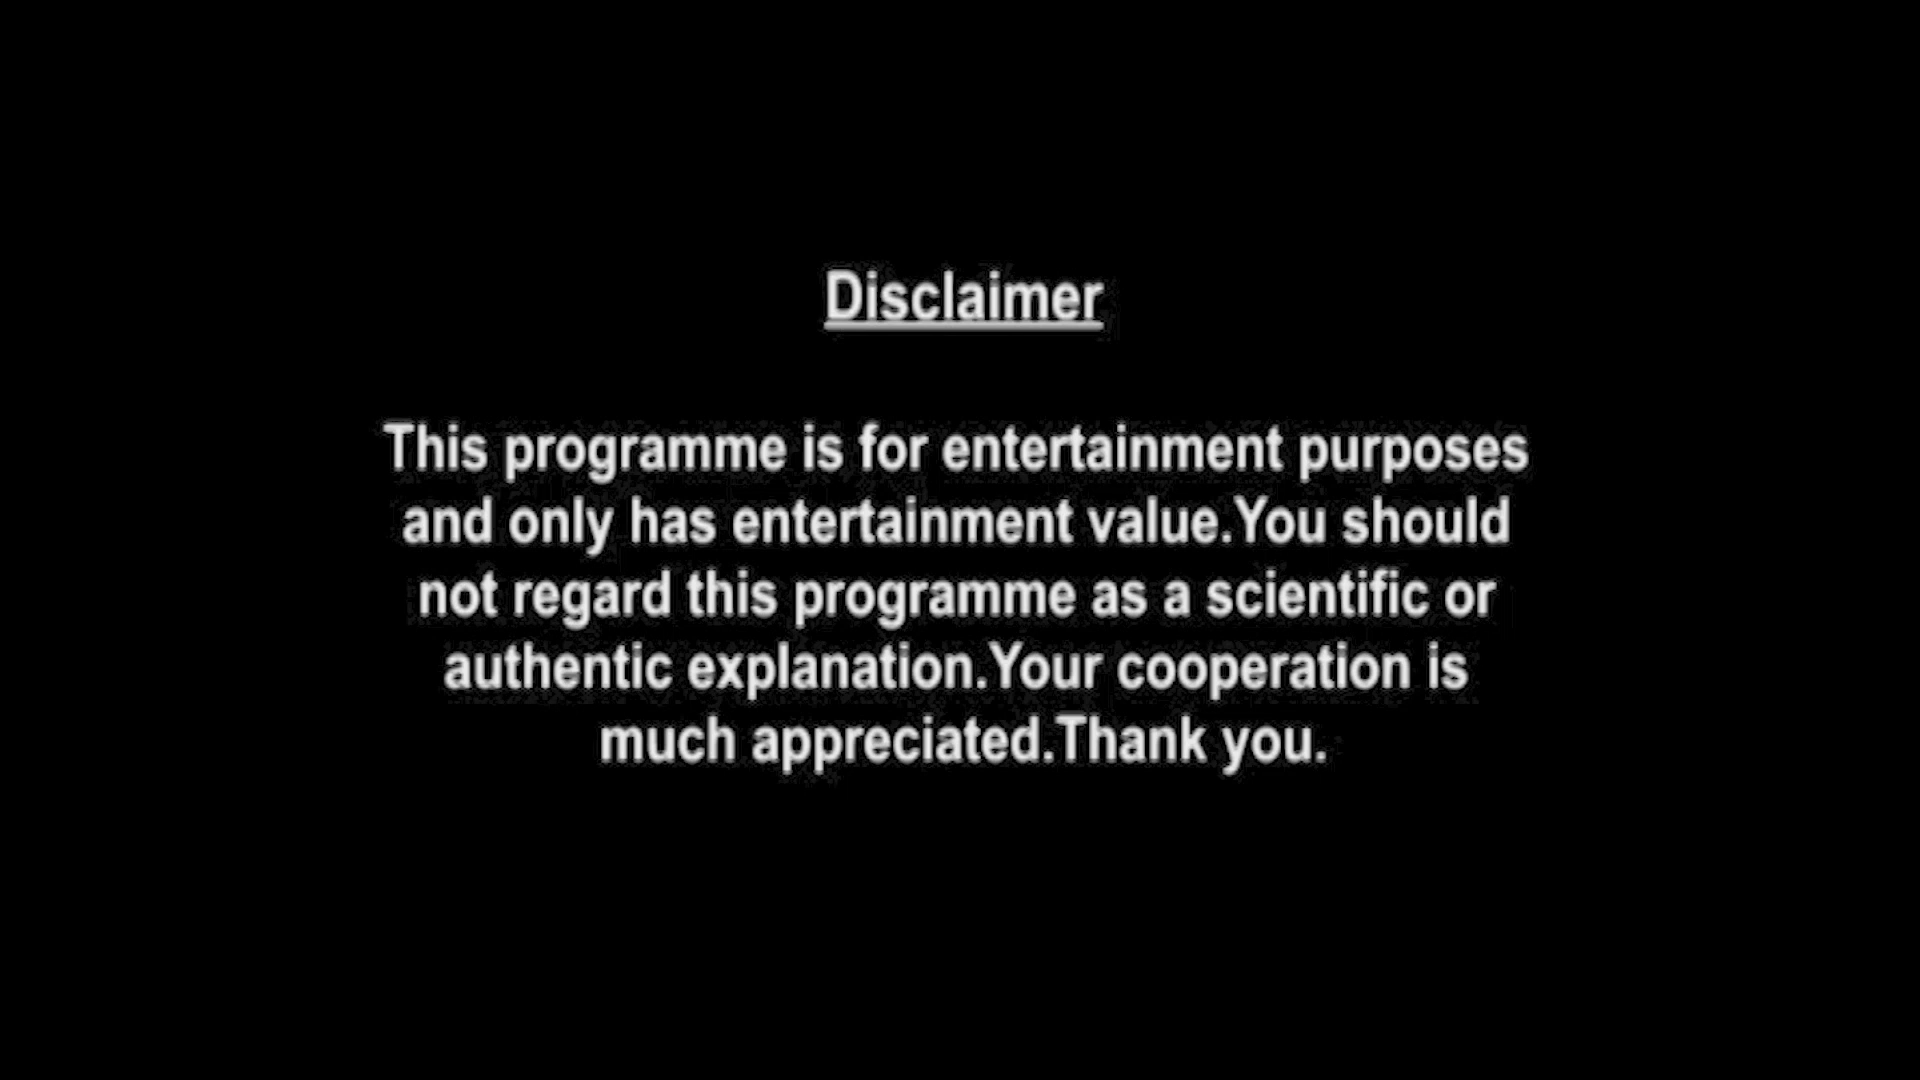 Disclaimer
This programme is for entertainment purposes
and only has entertainment value.You should
not regard this programme as a scientific or
authentic explanation.Your cooperation is
much appreciated.Thank you.